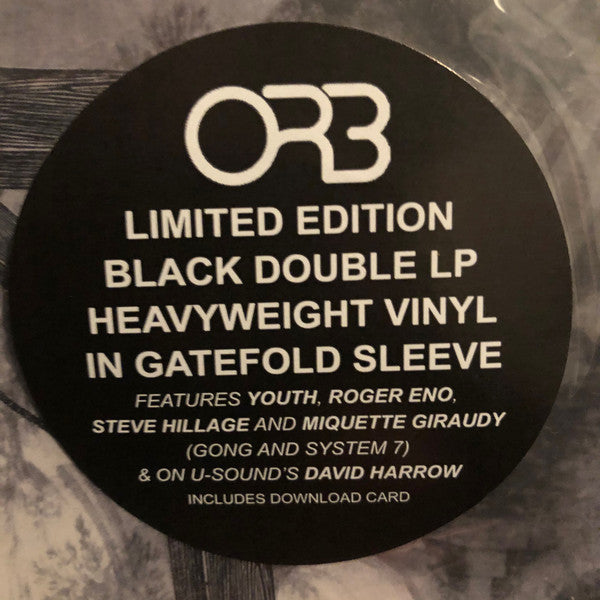 ORB
LIMITED EDITION
BLACK DOUBLE LP
HEAVYWEIGHT VINYL
IN GATEFOLD SLEEVE
FEATURES YOUTH, ROGER ENO,
STEVE HILLAGE AND MIQUETTE GIRAUDY
(GONG AND SYSTEM 7)
& ON U-SOUND'S DAVID HARROW
INCLUDES DOWNLOAD CARD